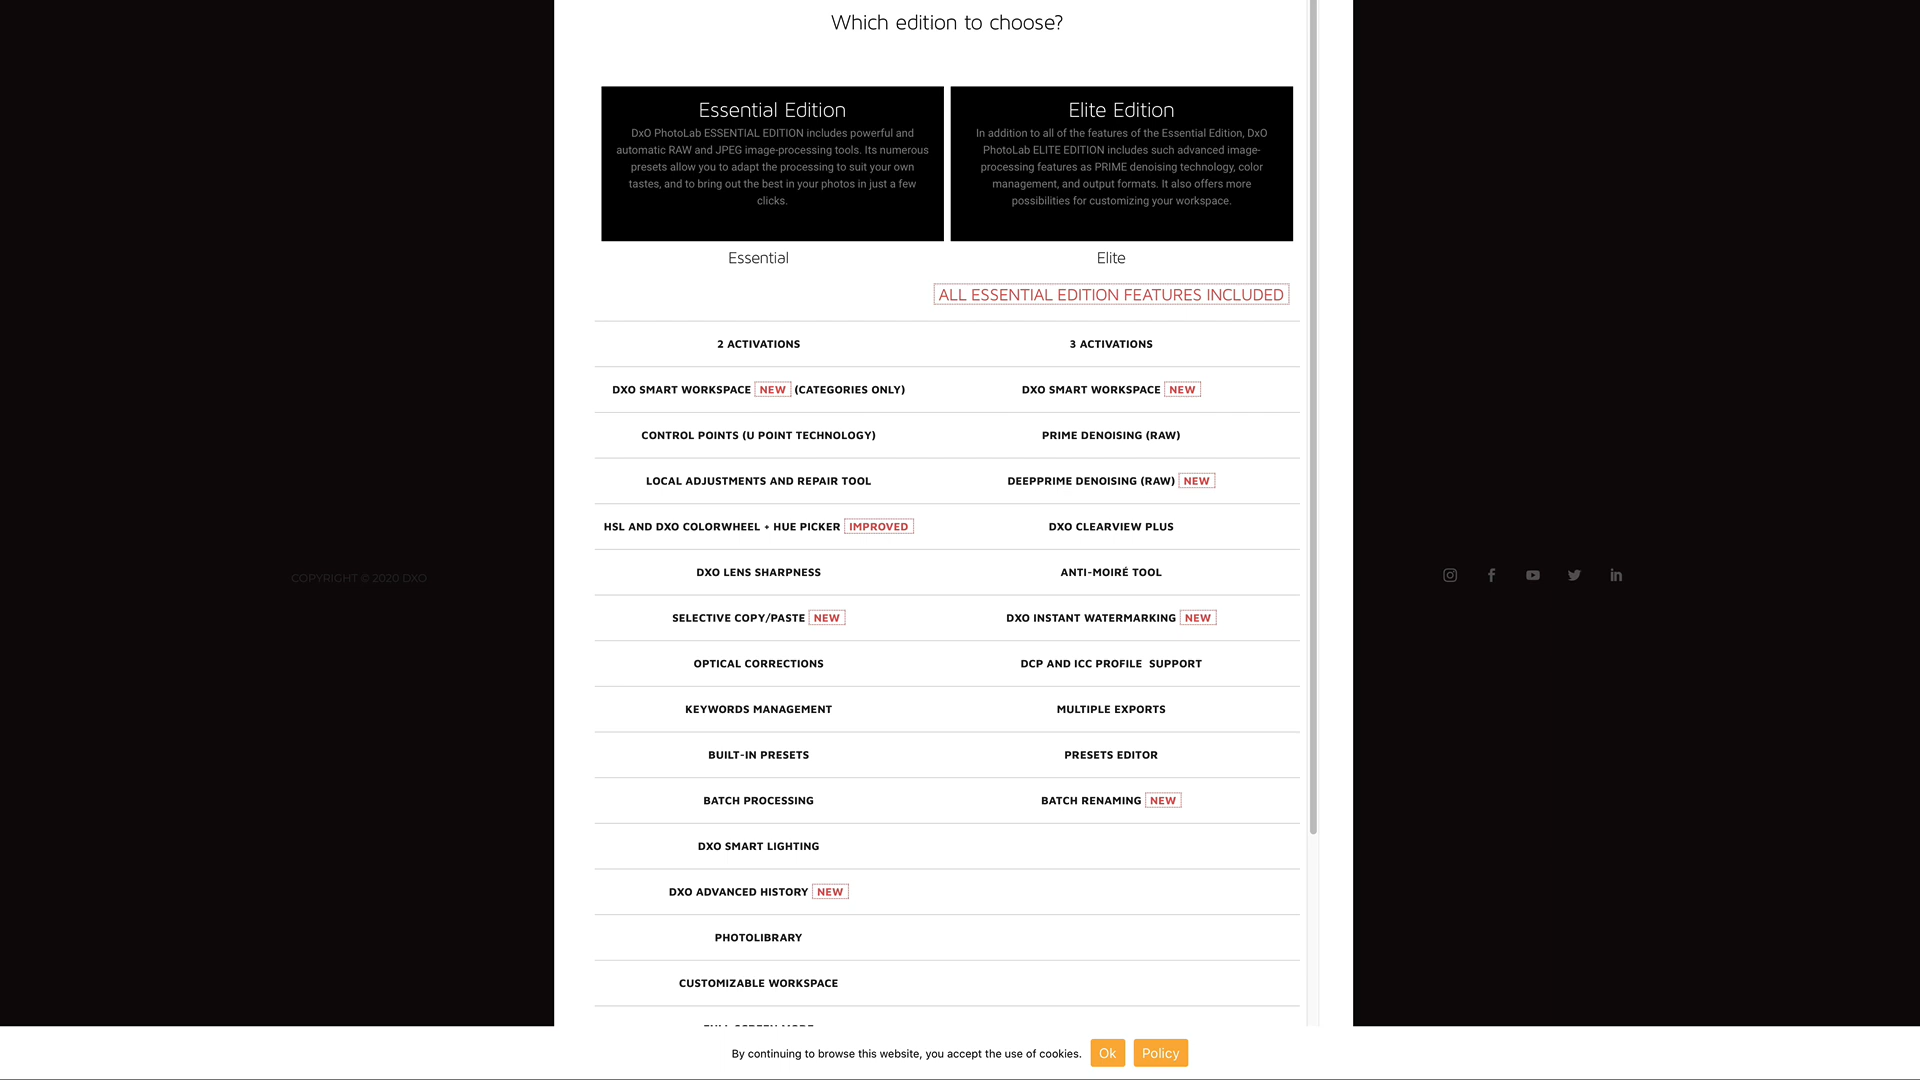 Which edition to choose?
Essential Edition
DxO PhotoLab ESSENTIAL EDITION includes powerful and
automatic RAW and JPEG image-processing tools. Its numerous
presets allow you to adapt the processing to suit your own
tastes, and to bring out the best in your photos in just a few
clicks.
Elite Edition
In addition to all of the features of the Essential Edition, DxO
PhotoLab ELITE EDITION includes such advanced image-
processing features as PRIME denoising technology, color
management, and output formats. It also offers more
possibilities for customizing your workspace.
Essential
Elite
ALL ESSENTIAL EDITION FEATURES INCLUDED
2 ACTIVATIONS
3 ACTIVATIONS
DXO SMART WORKSPACE NEW (CATEGORIES ONLY)
DXO SMART WORKSPACE NEW
CONTROL POINTS (U POINT TECHNOLOGY)
PRIME DENOISING (RAW)
LOCAL ADJUSTMENTS AND REPAIR TOOL
DEEPPRIME DENOISING (RAW) NEW
HSL AND DXO COLORWHEEL + HUE PICKER IMPROVED
DXO CLEARVIEW PLUS
DXO LENS SHARPNESS
ANTI-MOIRÉ TOOL
SELECTIVE COPY/PASTE NEW
DXO INSTANT WATERMARKING NEW
OPTICAL CORRECTIONS
DCP AND ICC PROFILE  SUPPORT
KEYWORDS MANAGEMENT
MULTIPLE EXPORTS
BUILT-IN PRESETS
PRESETS EDITOR
BATCH PROCESSING
BATCH RENAMING NEW
DXO SMART LIGHTING
DXO ADVANCED HISTORY NEW
PHOTOLIBRARY
CUSTOMIZABLE WORKSPACE
COPYRIGHT © 2020 DXO
By continuing to browse this website, you accept the use of cookies.
Ok
Policy